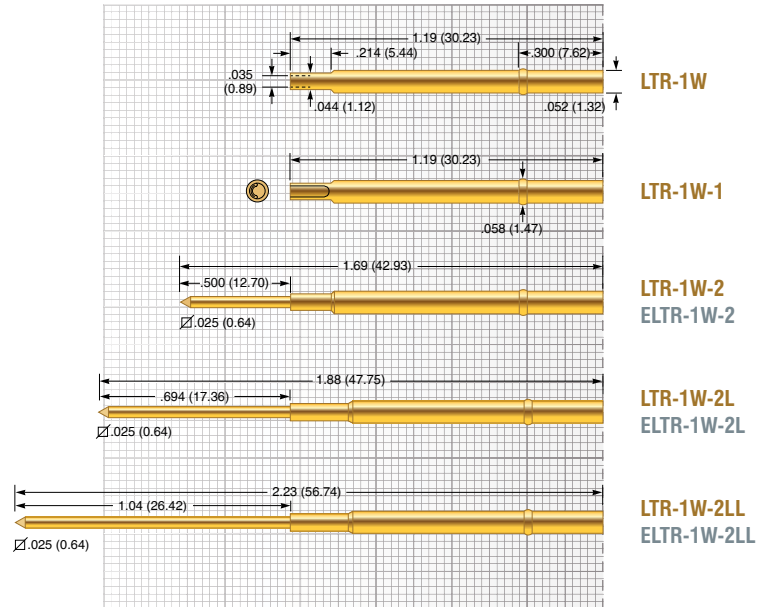 1.19 (30.23)
.214 (5.44)
.300 (7.62)
.035
(0.89)
.044 (1.12)
.052 (1.32)
LTR-1W
1.19 (30.23)
.058 (1.47)
LTR-1W-1
1.69 (42.93)
.500 (12.70)
.025 (0.64)
LTR-1W-2
ELTR-1W-2
1.88 (47.75)
.694 (17.36)
.025 (0.64)
LTR-1W-2L
ELTR-1W-2L
2.23 (56.74)
1.04 (26.42)
.025 (0.64)
LTR-1W-2LL
ELTR-1W-2LL